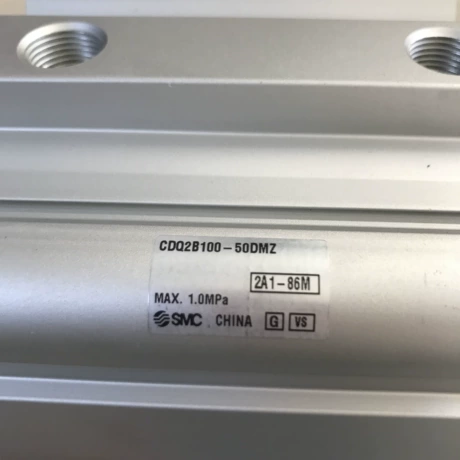 CDQ2B100-50DMZ
2A1-86M
MAX. 1.0MPa
SMC CHINA G VS